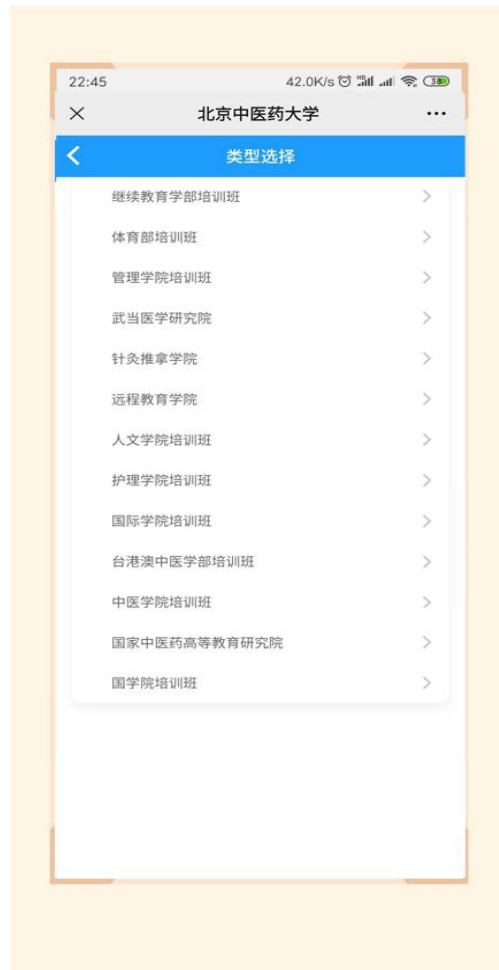 22:45
42.0K/s
HD
38
北京中医药大学
类型选择
继续教育学部培训班
体育部培训班
管理学院培训班
武当医学研究院
针灸推拿学院
远程教育学院
人文学院培训班
护理学院培训班
国际学院培训班
台港澳中医学部培训班
中医学院培训班
国家中医药高等教育研究院
国学院培训班